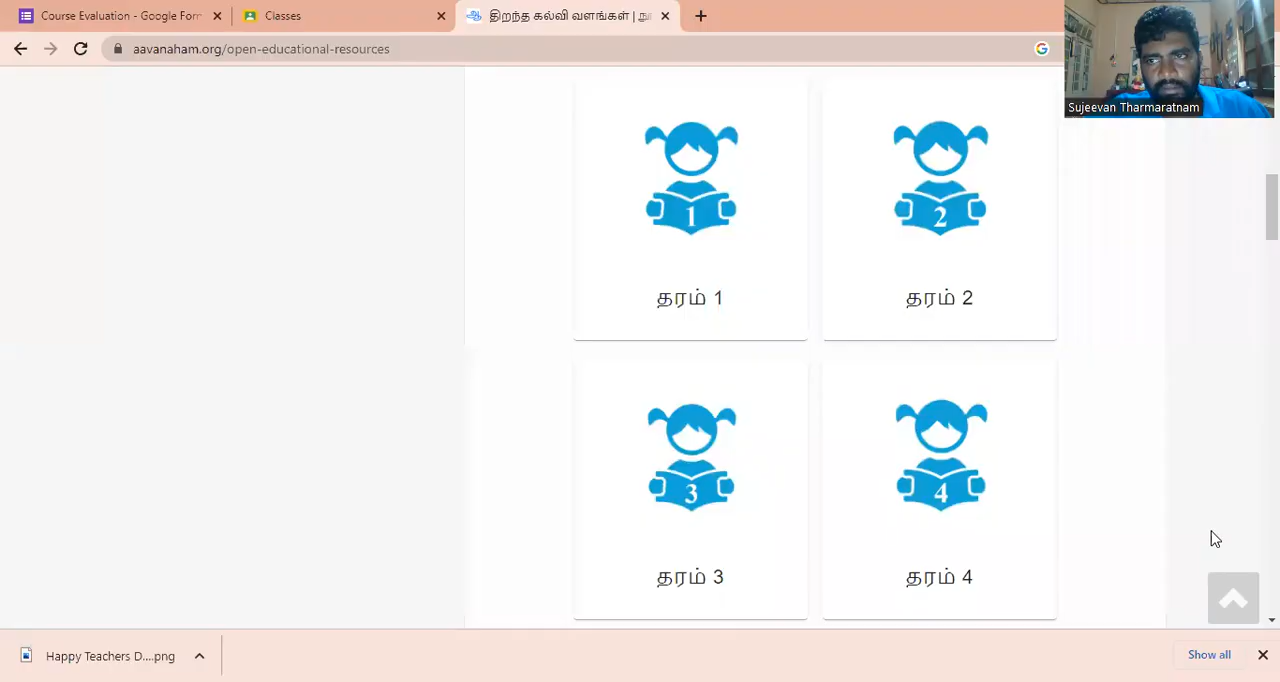 Course Evaluation - Google Forn
Classes
திறந்த கல்வி வளங்கள் | நூ
aavanaham.org/open-educational-resources
Sujeevan Tharmaratnam
1
2
தரம் 1
தரம் 2
3
4
தரம் 3
தரம் 4
Happy Teachers D....png
Show all